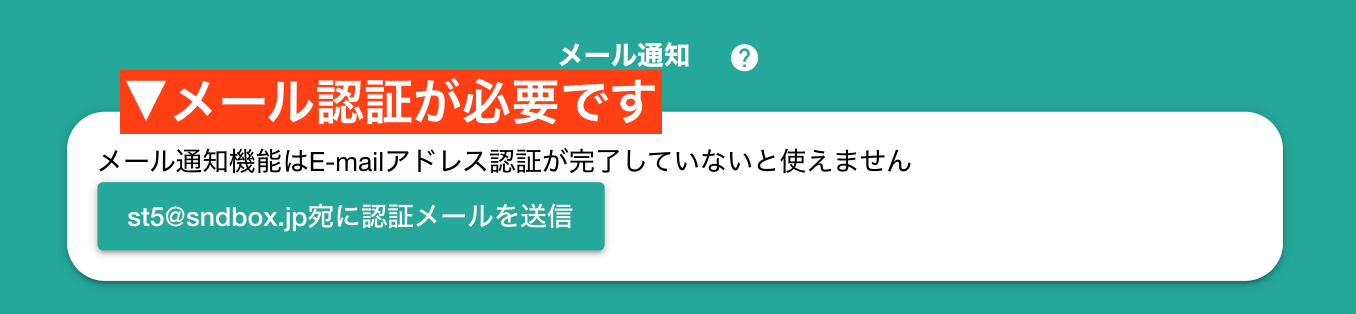 メール通知 ?
▼メール認証が必要です
メール通知機能はE-mailアドレス認証が完了していないと使えません
st5@sndbox.jp宛に認証メールを送信